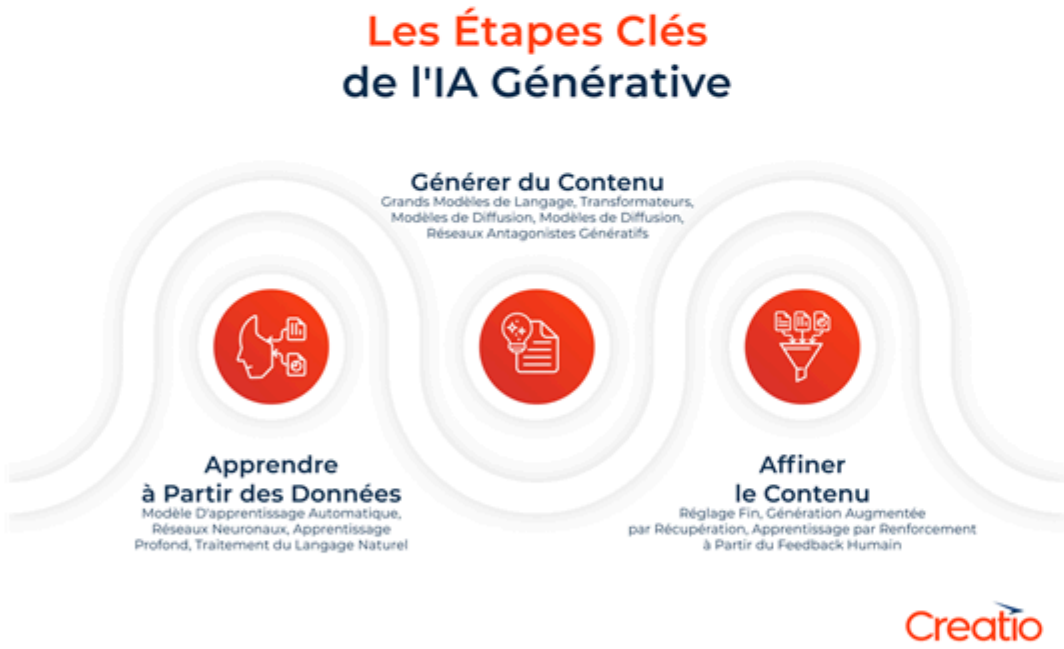 Les Étapes Clés
de l'IA Générative
Générer du Contenu
Grands Modèles de Langage, Transformateurs,
Modèles de Diffusion, Modèles de Diffusion,
Réseaux Antagonistes Génératifs
Apprendre
à Partir des Données
Modèle D'apprentissage Automatique,
Réseaux Neuronaux, Apprentissage
Profond, Traitement du Langage Naturel
Affiner
le Contenu
Réglage Fin, Génération Augmentée
par Récupération, Apprentissage par Renforcement
à Partir du Feedback Humain
Creatio